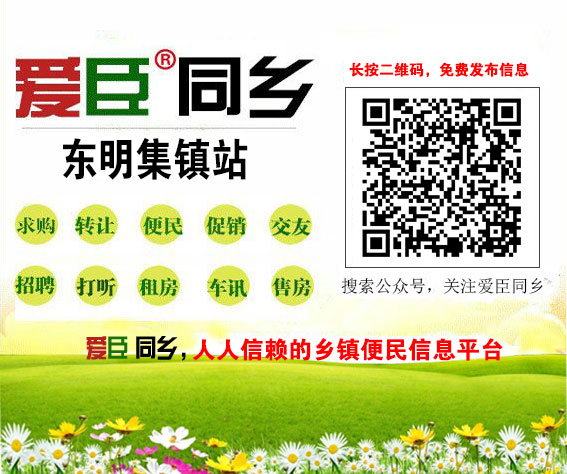 爱臣®同乡
东明集镇站
求购 转让 便民 促销 交友
招聘 打听 租房 车讯 售房
长按二维码，免费发布信息
搜索公众号，关注爱臣同乡
爱臣同乡，人人信赖的乡镇便民信息平台